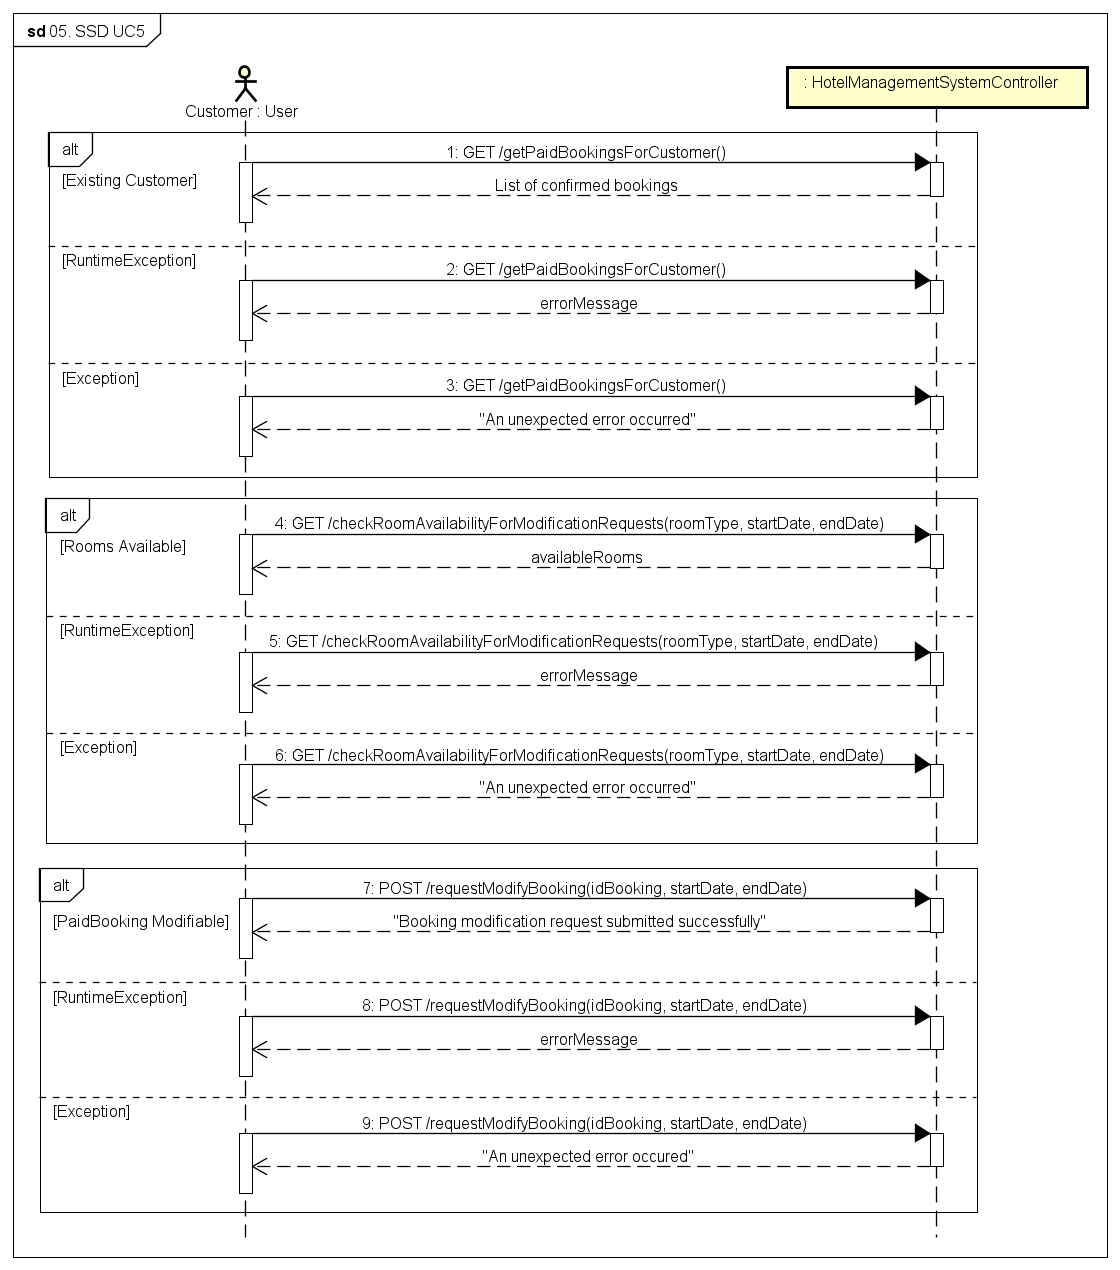 sd 05. SSD UC5
Customer : User
: HotelManagementSystemController
alt
1: GET /getPaidBookingsForCustomer()
[Existing Customer]
List of confirmed bookings
[RuntimeException]
2: GET /getPaidBookingsForCustomer()
errorMessage
[Exception]
3: GET /getPaidBookingsForCustomer()
"An unexpected error occurred"
alt
4: GET /checkRoomAvailabilityForModificationRequests(roomType, startDate, endDate)
[Rooms Available]
availableRooms
[RuntimeException]
5: GET /checkRoomAvailabilityForModificationRequests(roomType, startDate, endDate)
errorMessage
[Exception]
6: GET /checkRoomAvailabilityForModificationRequests(roomType, startDate, endDate)
"An unexpected error occurred"
alt
7: POST /requestModifyBooking(idBooking, startDate, endDate)
[PaidBooking Modifiable]
"Booking modification request submitted successfully"
[RuntimeException]
8: POST /requestModifyBooking(idBooking, startDate, endDate)
errorMessage
[Exception]
9: POST /requestModifyBooking(idBooking, startDate, endDate)
"An unexpected error occured"